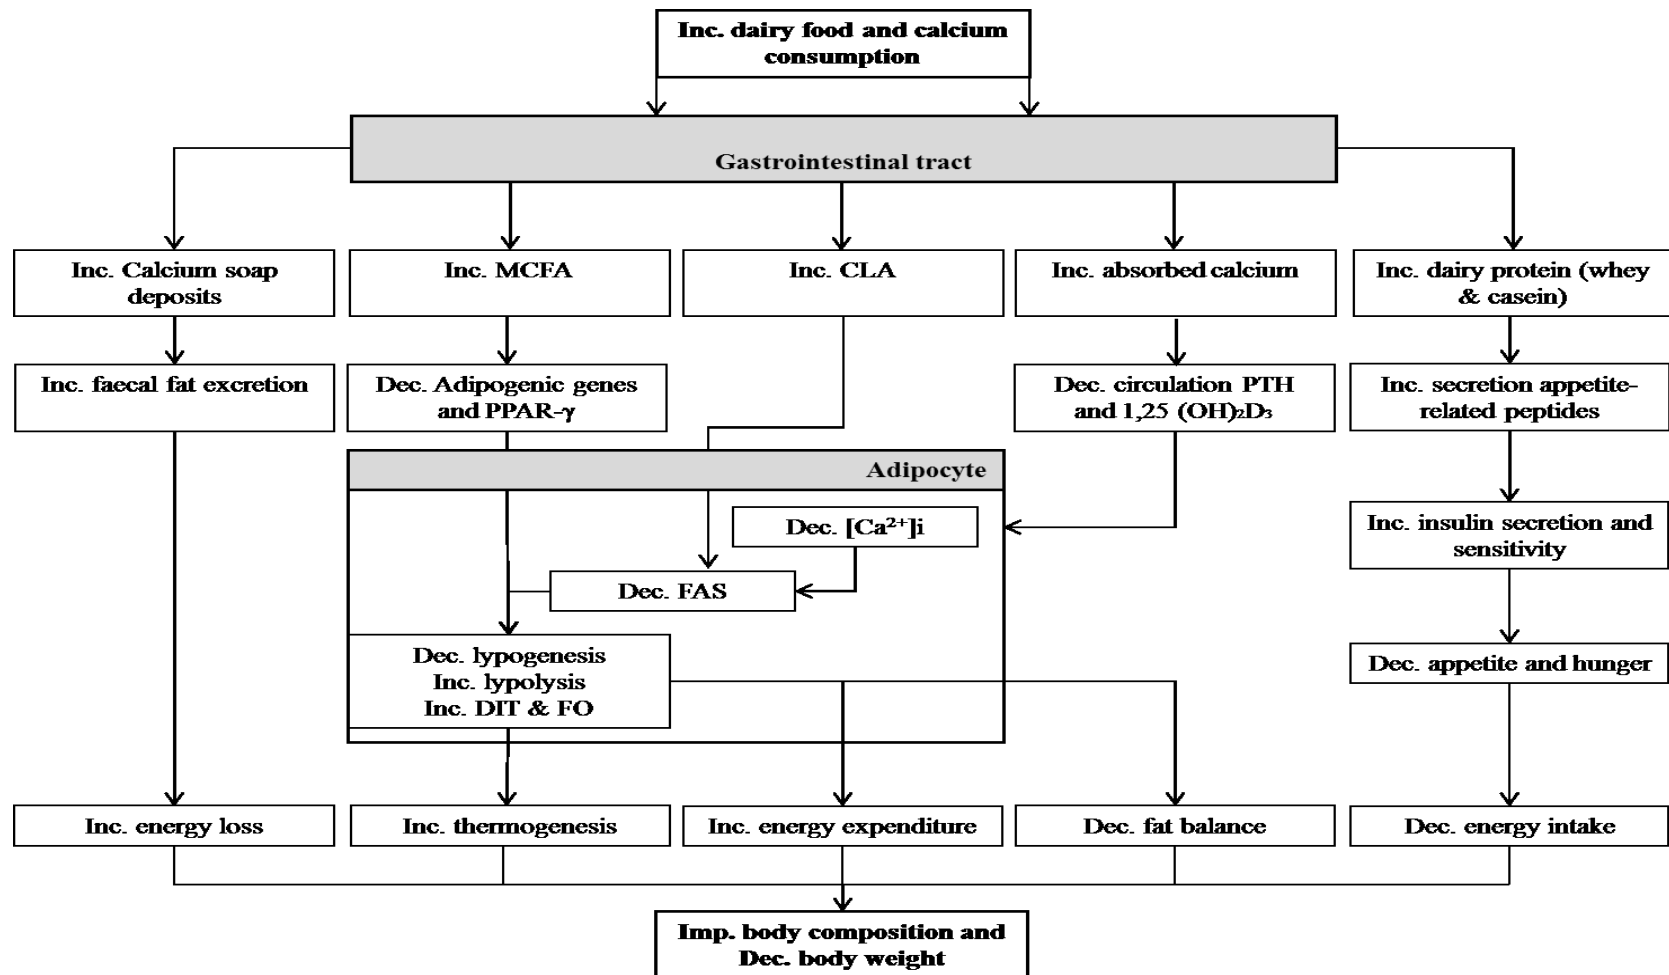 Inc. dairy food and calcium
consumption
Gastrointestinal tract
Inc. Calcium soap
deposits
Inc. MCFA
Inc. CLA
Inc. absorbed calcium
Inc. dairy protein (whey
& casein)
Inc. faecal fat excretion
Dec. Adipogenic genes
and PPAR-γ
Dec. circulation PTH
and 1,25 (OH)₂D₃
Inc. secretion appetite-
related peptides
Adipocyte
Dec. [Ca²⁺]i
Inc. insulin secretion and
sensitivity
Dec. FAS
Dec. lypogenesis
Inc. lypolysis
Inc. DIT & FO
Dec. appetite and hunger
Inc. energy loss
Inc. thermogenesis
Inc. energy expenditure
Dec. fat balance
Dec. energy intake
Imp. body composition and
Dec. body weight